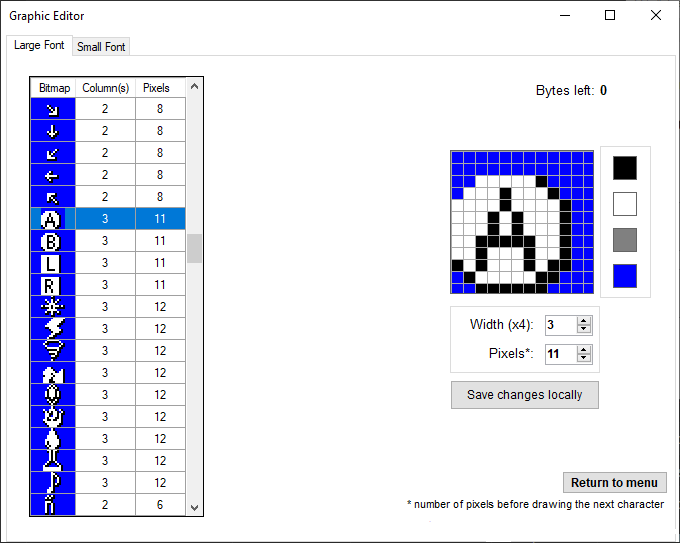 Graphic Editor
Large Font Small Font
Bitmap Column(s) Pixels
2 8
2 8
2 8
2 8
2 8
A 3 11
B 3 11
L 3 11
R 3 11
3 12
3 12
3 12
3 12
3 12
3 12
3 12
3 12
3 12
ñ 2 6
Bytes left: 0
A
Width (x4): 3
Pixels*: 11
Save changes locally
Return to menu
* number of pixels before drawing the next character